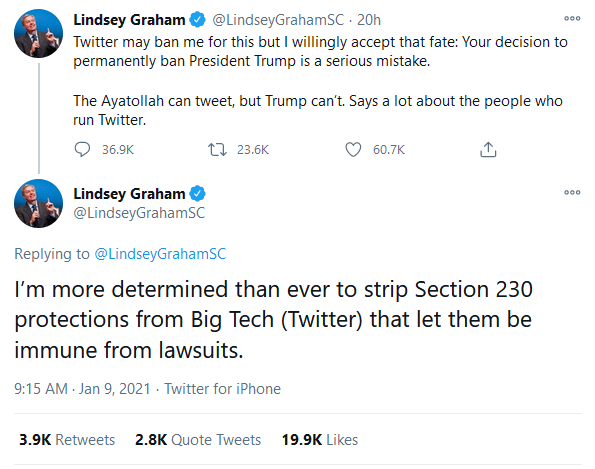 Lindsey Graham @LindseyGrahamSC · 20h
Twitter may ban me for this but I willingly accept that fate: Your decision to
permanently ban President Trump is a serious mistake.
The Ayatollah can tweet, but Trump can't. Says a lot about the people who
run Twitter.
36.9K 23.6K 60.7K
Lindsey Graham
@LindseyGrahamSC
Replying to @LindseyGrahamSC
I'm more determined than ever to strip Section 230
protections from Big Tech (Twitter) that let them be
immune from lawsuits.
9:15 AM · Jan 9, 2021 · Twitter for iPhone
3.9K Retweets 2.8K Quote Tweets 19.9K Likes